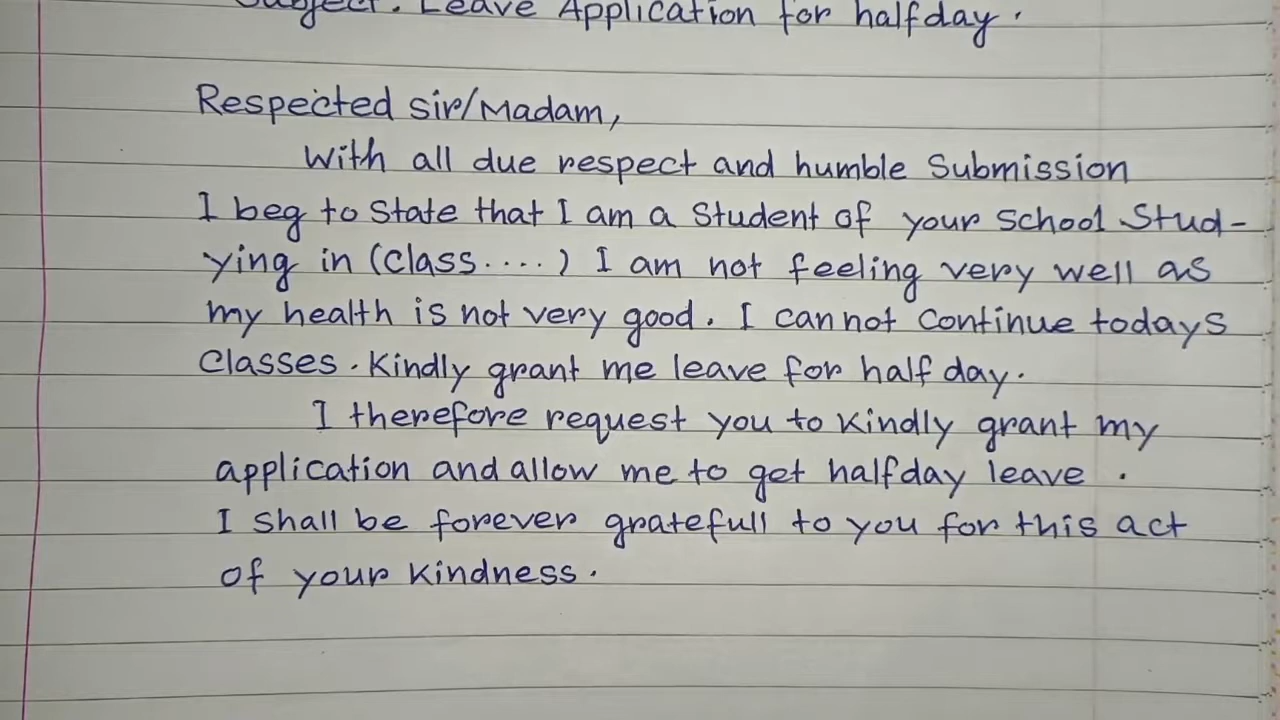 Subject. Leave Application for halfday.
Respected Sir/Madam,
With all due respect and humble Submission
I beg to State that I am a Student of your School Stud-
ying in (Class....) I am not feeling very well as
my health is not very good. I cannot Continue todays
Classes. Kindly grant me leave for half day.
I therefore request you to Kindly grant my
application and allow me to get halfday leave.
I Shall be forever gratefull to you for this act
of your Kindness.